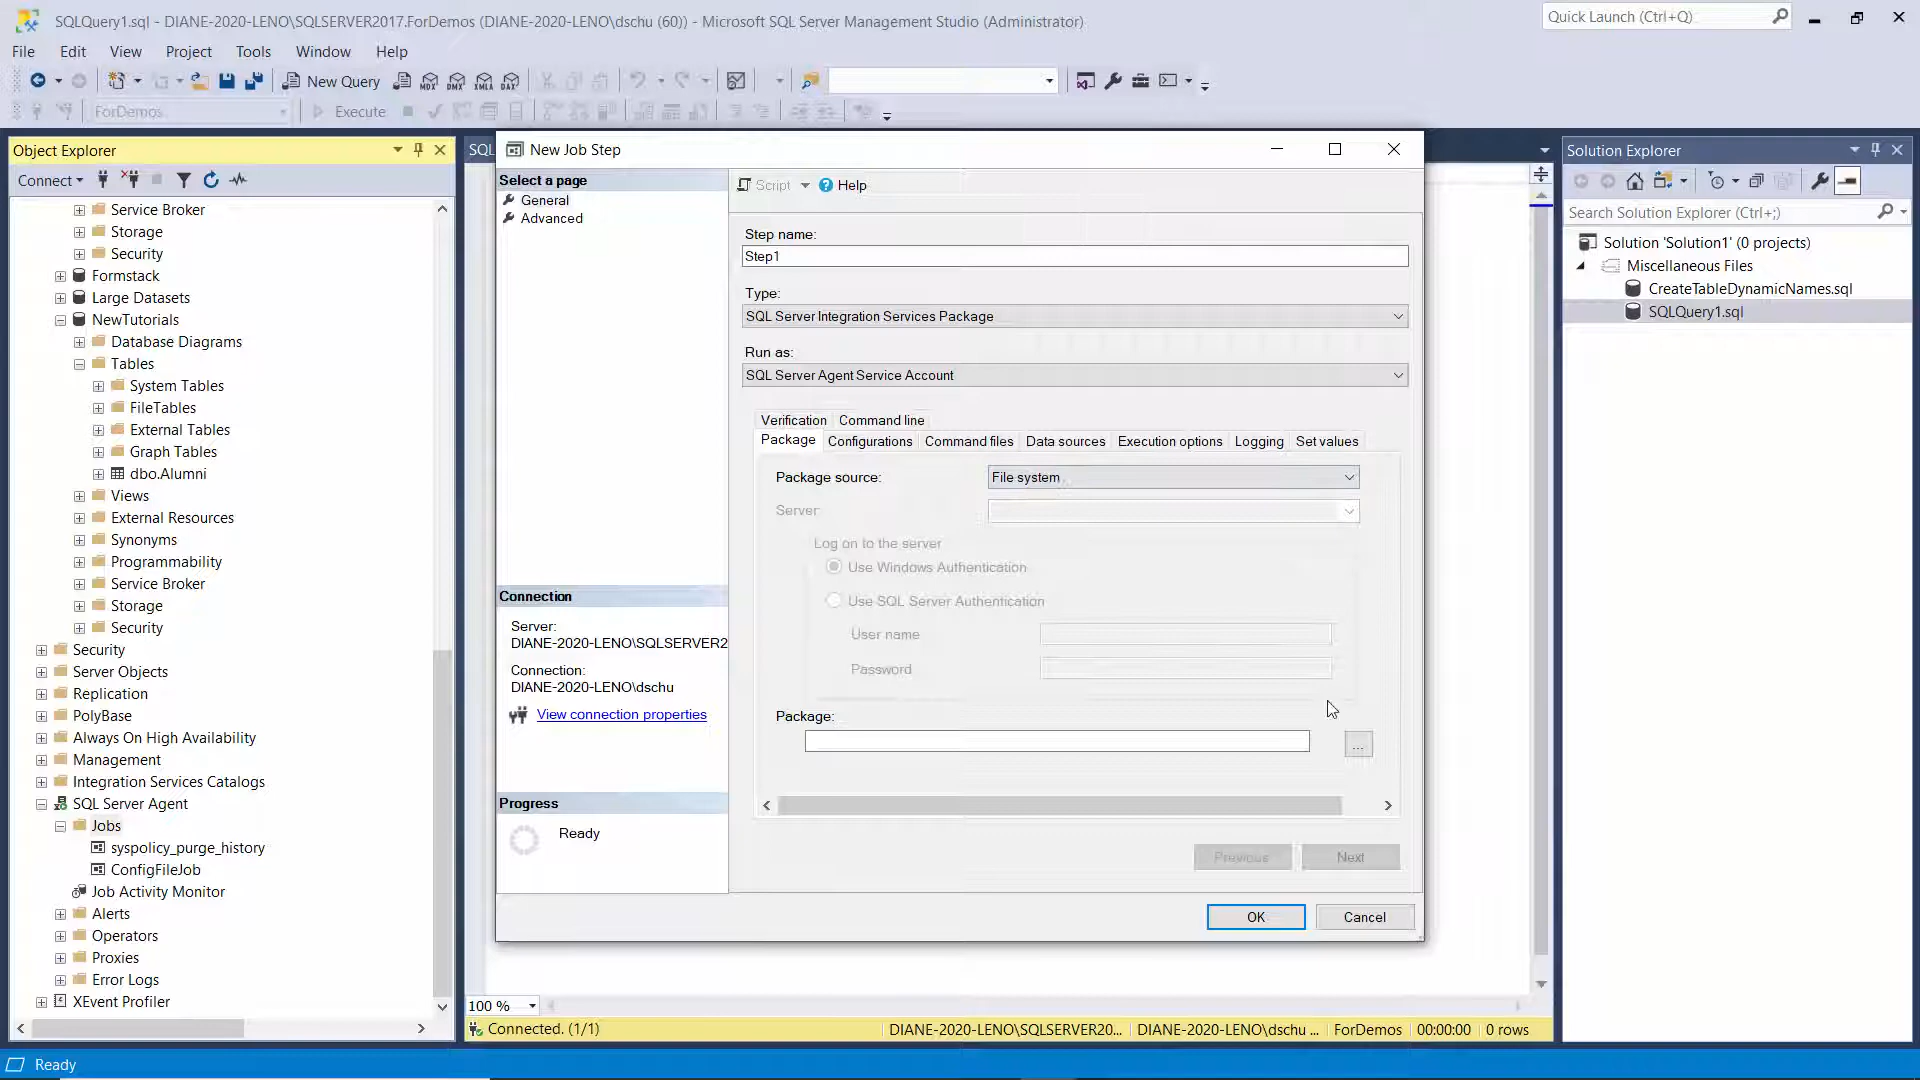 SQLQuery1.sql - DIANE-2020-LENO\SQLSERVER2017.ForDemos (DIANE-2020-LENO\dschu (60)) - Microsoft SQL Server Management Studio (Administrator)
Quick Launch (Ctrl+Q)
File Edit View Project Tools Window Help
New Query
MDX DMX XMLA DAX
ForDemos
Execute
Object Explorer
Connect
Service Broker
Storage
Security
Formstack
Large Datasets
NewTutorials
Database Diagrams
Tables
System Tables
FileTables
External Tables
Graph Tables
dbo.Alumni
Views
External Resources
Synonyms
Programmability
Service Broker
Storage
Security
Security
Server Objects
Replication
PolyBase
Always On High Availability
Management
Integration Services Catalogs
SQL Server Agent
Jobs
syspolicy_purge_history
ConfigFileJob
Job Activity Monitor
Alerts
Operators
Proxies
Error Logs
XEvent Profiler
SQL
New Job Step
Select a page
General
Advanced
Connection
Server:
DIANE-2020-LENO\SQLSERVER2
Connection:
DIANE-2020-LENO\dschu
View connection properties
Progress
Ready
Script
Help
Step name:
Step1
Type:
SQL Server Integration Services Package
Run as:
SQL Server Agent Service Account
Verification Command line
Package Configurations Command files Data sources Execution options Logging Set values
Package source:
File system
Server:
Log on to the server
Use Windows Authentication
Use SQL Server Authentication
User name
Password
Package:
...
Previous
Next
OK
Cancel
100 %
Connected. (1/1)
DIANE-2020-LENO\SQLSERVER20... DIANE-2020-LENO\dschu ... ForDemos 00:00:00 0 rows
Solution Explorer
Search Solution Explorer (Ctrl+;)
Solution 'Solution1' (0 projects)
Miscellaneous Files
CreateTableDynamicNames.sql
SQLQuery1.sql
Ready